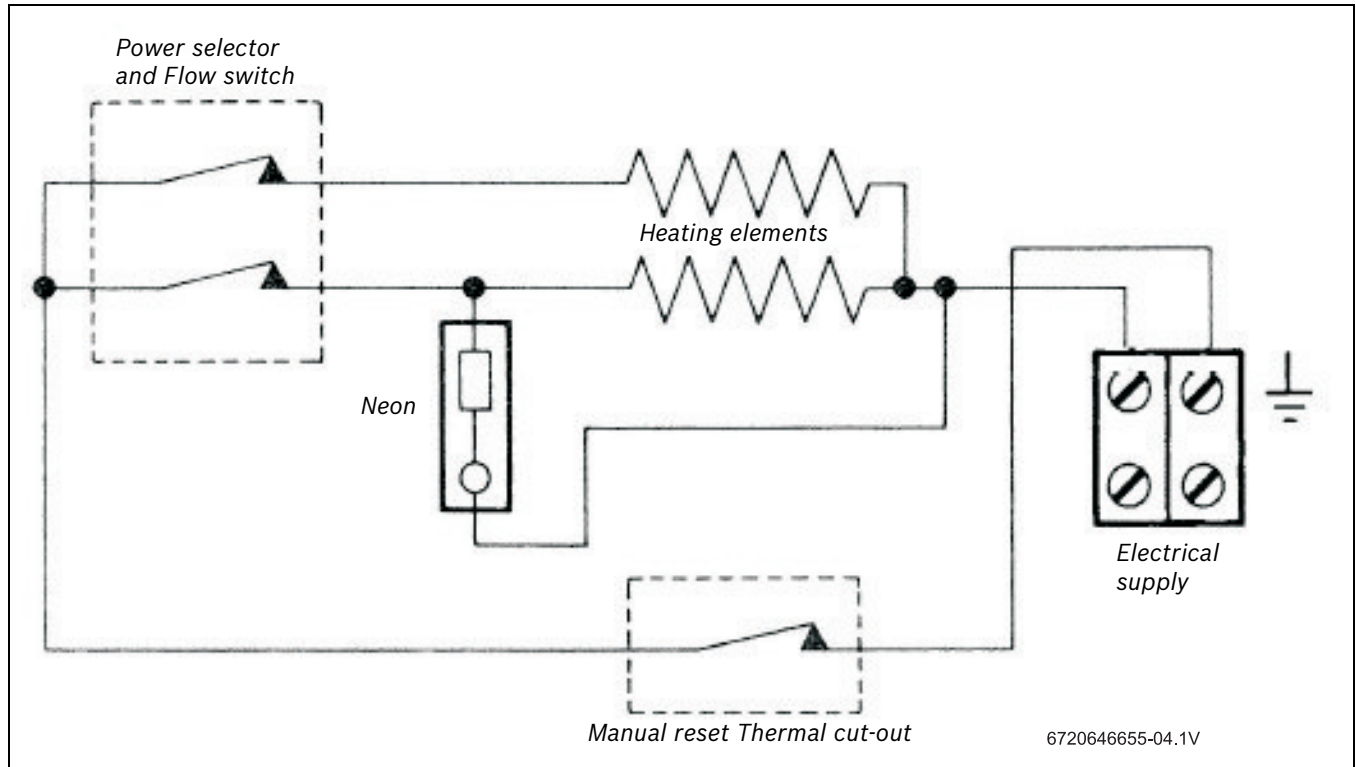 Power selector
and Flow switch
Heating elements
Neon
Electrical
supply
Manual reset Thermal cut-out
6720646655-04.1V